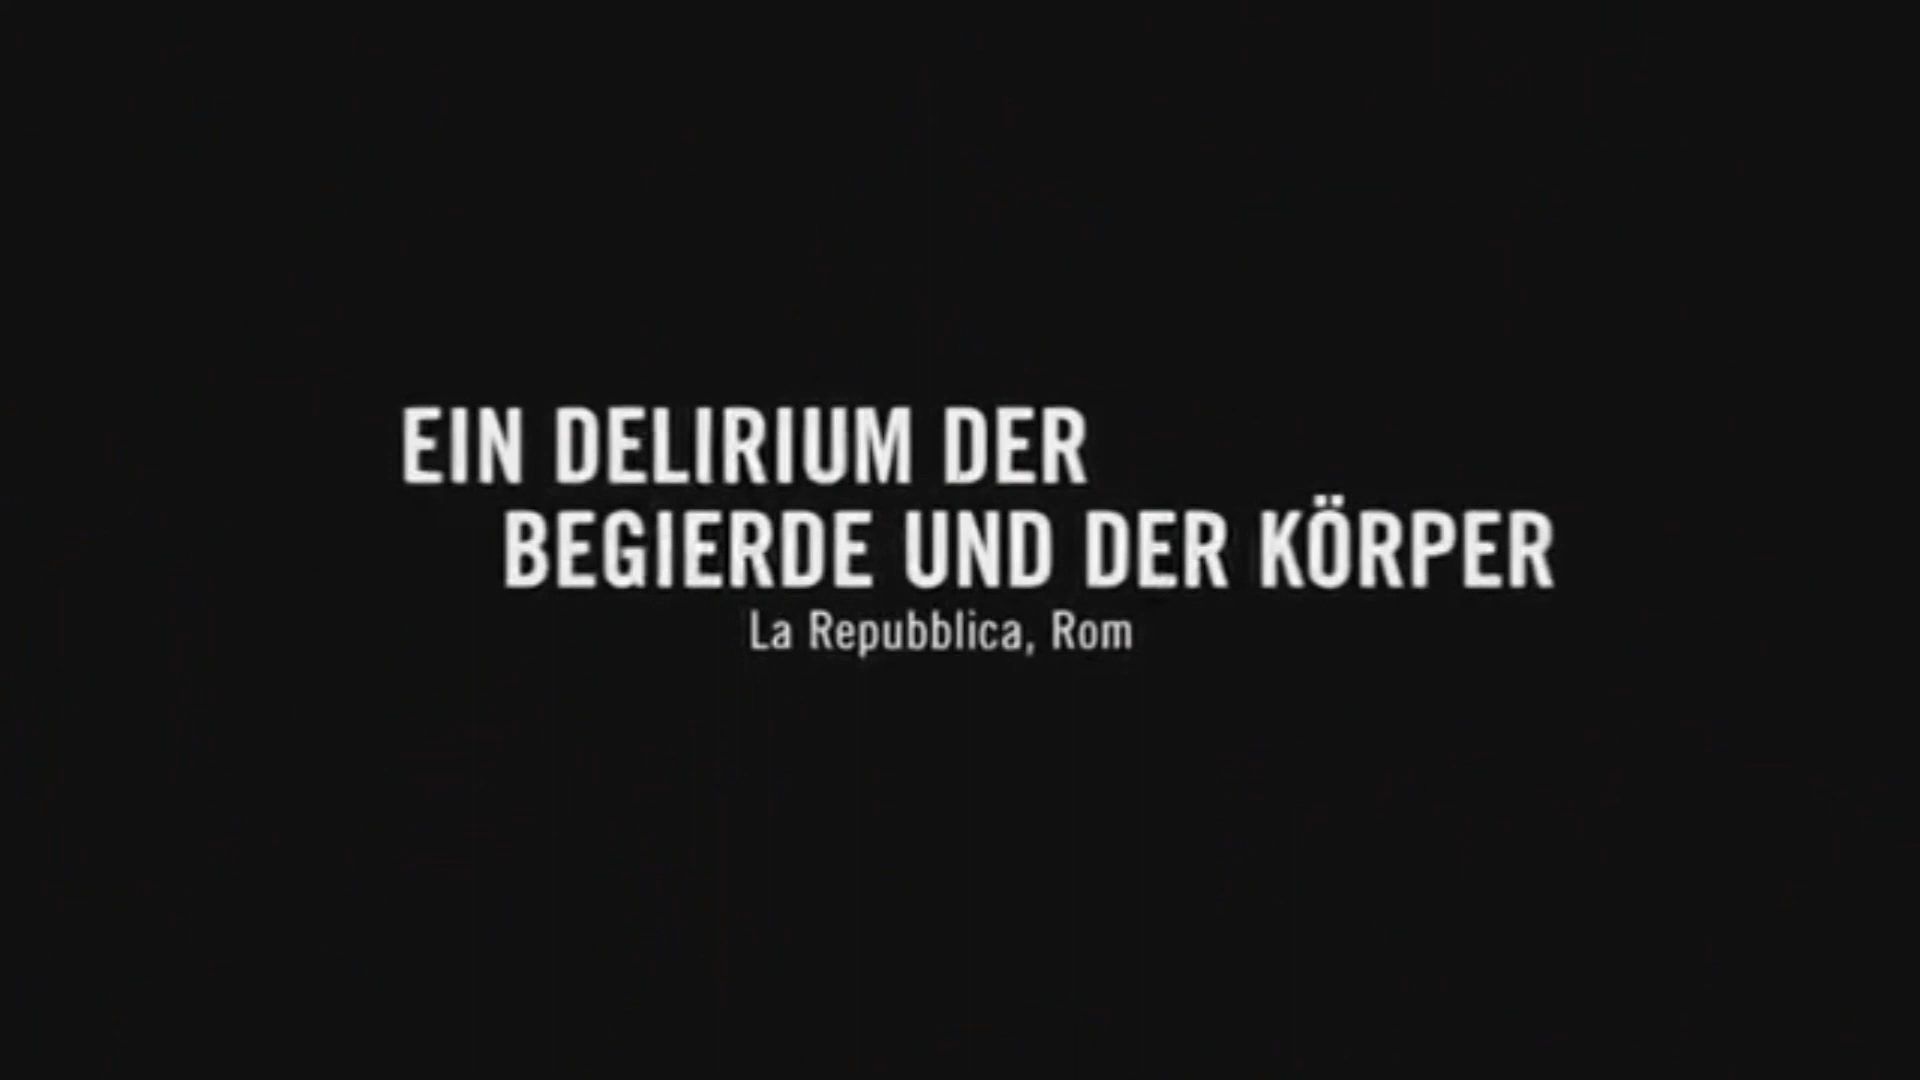 EIN DELIRIUM DER
BEGIERDE UND DER KÖRPER
La Repubblica, Rom